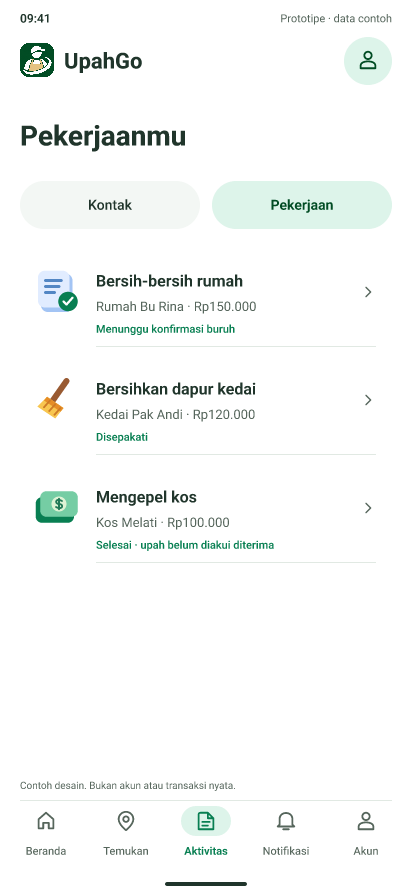 09:41
Prototipe · data contoh
UpahGo
Pekerjaanmu
Kontak
Pekerjaan
Bersih-bersih rumah
Rumah Bu Rina · Rp150.000
Menunggu konfirmasi buruh
Bersihkan dapur kedai
Kedai Pak Andi · Rp120.000
Disepakati
$
Mengepel kos
Kos Melati · Rp100.000
Selesai · upah belum diakui diterima
Contoh desain. Bukan akun atau transaksi nyata.
Beranda
Temukan
Aktivitas
Notifikasi
Akun